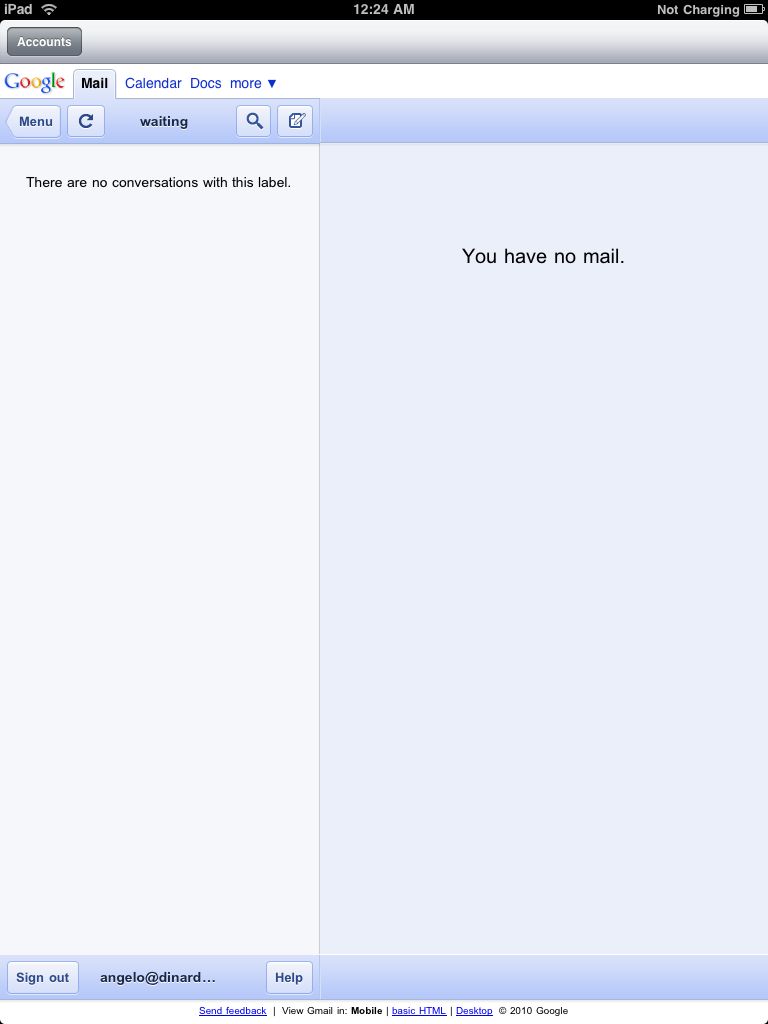 iPad 12:24 AM Not Charging
Accounts
Google Mail Calendar Docs more ▼
Menu waiting
There are no conversations with this label.
You have no mail.
Sign out angelo@dinard... Help
Send feedback | View Gmail in: Mobile | basic HTML | Desktop © 2010 Google